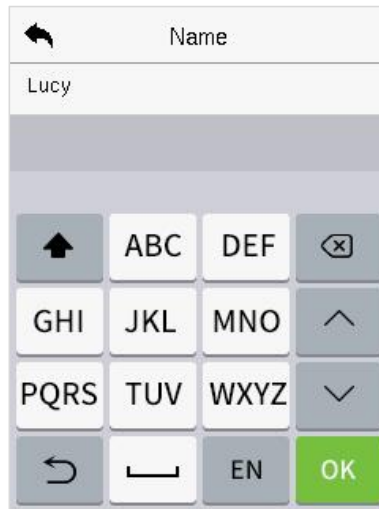 Name
Lucy
ABC DEF
GHI JKL MNO
PQRS TUV WXYZ
EN OK